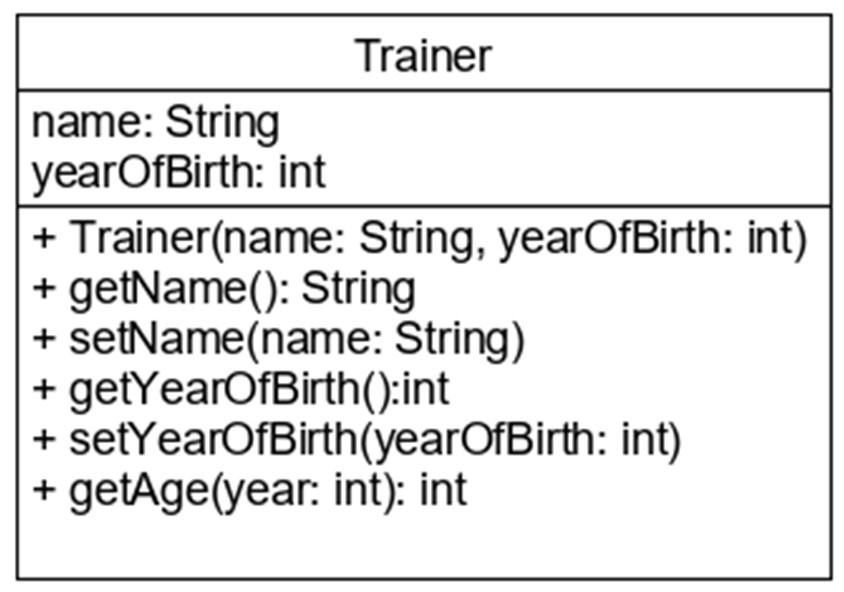 Trainer
name: String
yearOfBirth: int
+ Trainer(name: String, yearOfBirth: int)
+ getName(): String
+ setName(name: String)
+ getYearOfBirth():int
+ setYearOfBirth(yearOfBirth: int)
+ getAge(year: int): int